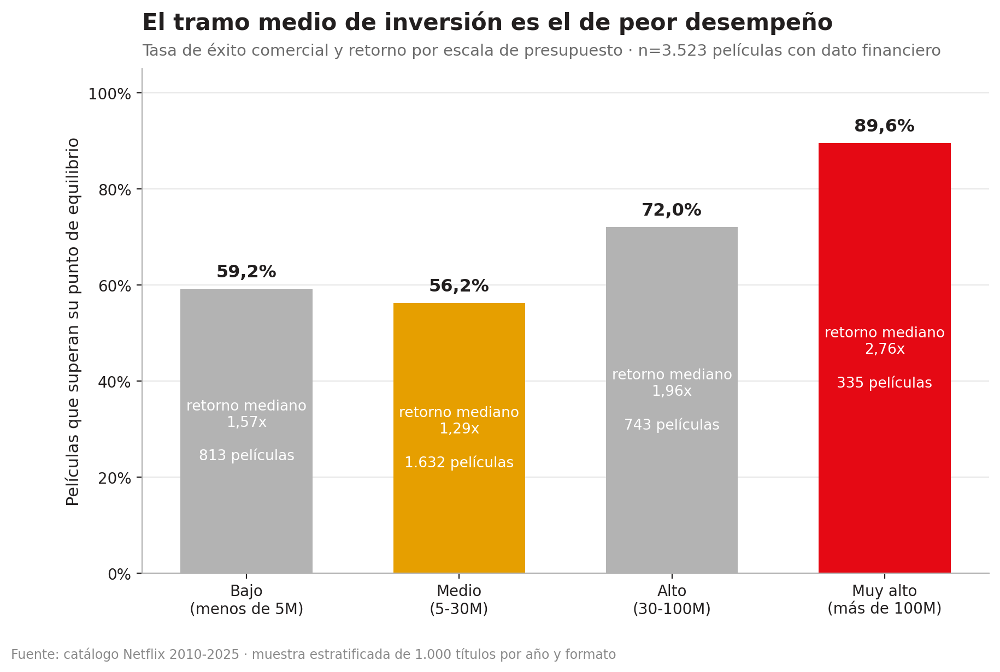 El tramo medio de inversión es el de peor desempeño
Tasa de éxito comercial y retorno por escala de presupuesto · n=3.523 películas con dato financiero
Películas que superan su punto de equilibrio
100%
80%
60%
40%
20%
0%
59,2%
retorno mediano
1,57x
813 películas
56,2%
retorno mediano
1,29x
1.632 películas
72,0%
retorno mediano
1,96x
743 películas
89,6%
retorno mediano
2,76x
335 películas
Bajo
(menos de 5M)
Medio
(5-30M)
Alto
(30-100M)
Muy alto
(más de 100M)
Fuente: catálogo Netflix 2010-2025 · muestra estratificada de 1.000 títulos por año y formato